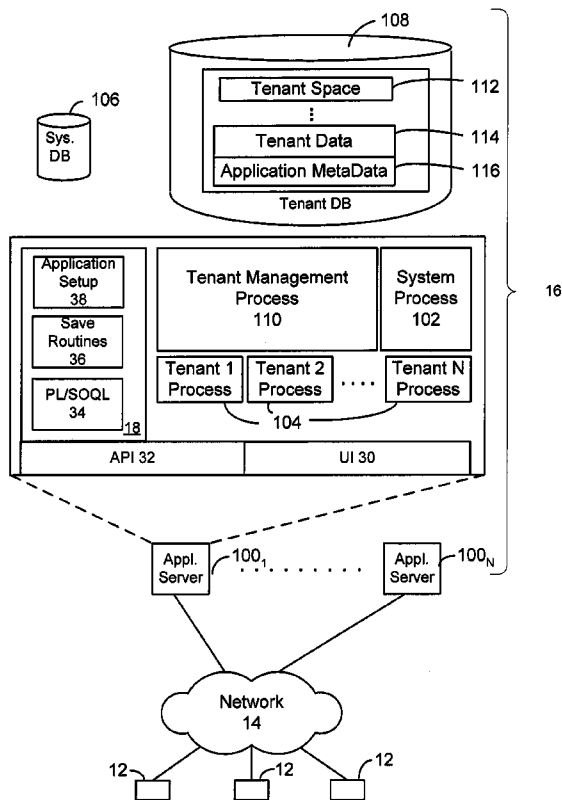 108
Tenant Space
112
106
Tenant Data
114
Sys.
DB
Application MetaData
116
Tenant DB
Application
Setup
38
Tenant Management
Process
110
System
Process
102
16
Save
Routines
36
Tenant 1
Process
Tenant 2
Process
Tenant N
Process
PL/SOQL
34
104
18
API 32
UI 30
Appl.
Server
100₁
Appl.
Server
100ₙ
Network
14
12
12
12